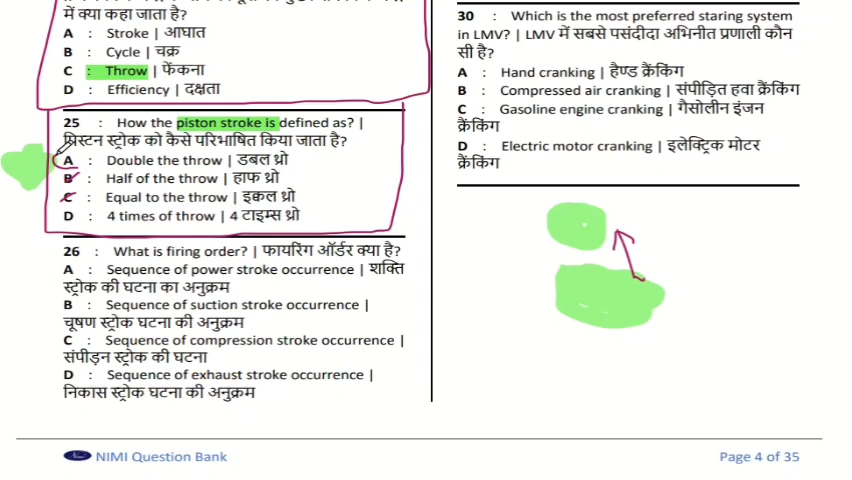 में क्या कहा जाता है?
A : Stroke | आघात
B : Cycle | चक्र
C : Throw | फेंकना
D : Efficiency | दक्षता
25 : How the piston stroke is defined as? |
प्रिस्टन स्ट्रोक को कैसे परिभाषित किया जाता है?
A : Double the throw | डबल थ्रो
B : Half of the throw | हाफ थ्रो
C : Equal to the throw | इक्वल थ्रो
D : 4 times of throw | 4 टाइम्स थ्रो
26 : What is firing order? | फायरिंग ऑर्डर क्या है?
A : Sequence of power stroke occurrence | शक्ति
स्ट्रोक की घटना का अनुक्रम
B : Sequence of suction stroke occurrence |
चूषण स्ट्रोक घटना की अनुक्रम
C : Sequence of compression stroke occurrence |
संपीड़न स्ट्रोक की घटना
D : Sequence of exhaust stroke occurrence |
निकास स्ट्रोक घटना की अनुक्रम
30 : Which is the most preferred staring system
in LMV? | LMV में सबसे पसंदीदा अभिनीत प्रणाली कौन
सी है?
A : Hand cranking | हैण्ड क्रैंकिंग
B : Compressed air cranking | संपीड़ित हवा क्रैंकिंग
C : Gasoline engine cranking | गैसोलीन इंजन
क्रैंकिंग
D : Electric motor cranking | इलेक्ट्रिक मोटर
क्रैंकिंग
NIMI Question Bank
Page 4 of 35